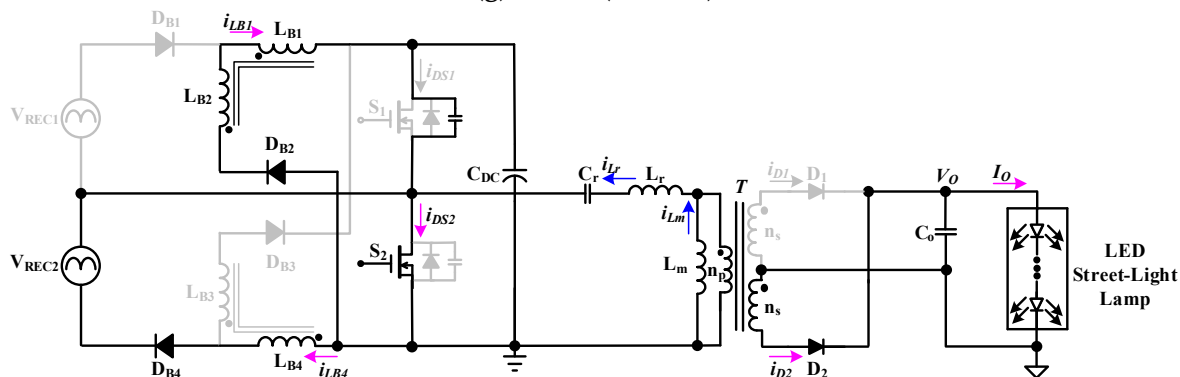 D_B1
i_LB1
L_B1
V_REC1
L_B2
D_B2
i_DS1
S_1
C_DC
C_r
i_Lr
L_r
i_Lm
T
i_D1
D_1
V_O
I_O
V_REC2
D_B3
L_B3
S_2
i_DS2
L_m
n_p
n_s
n_s
C_o
LED
Street-Light
Lamp
D_B4
L_B4
i_LB4
i_D2
D_2